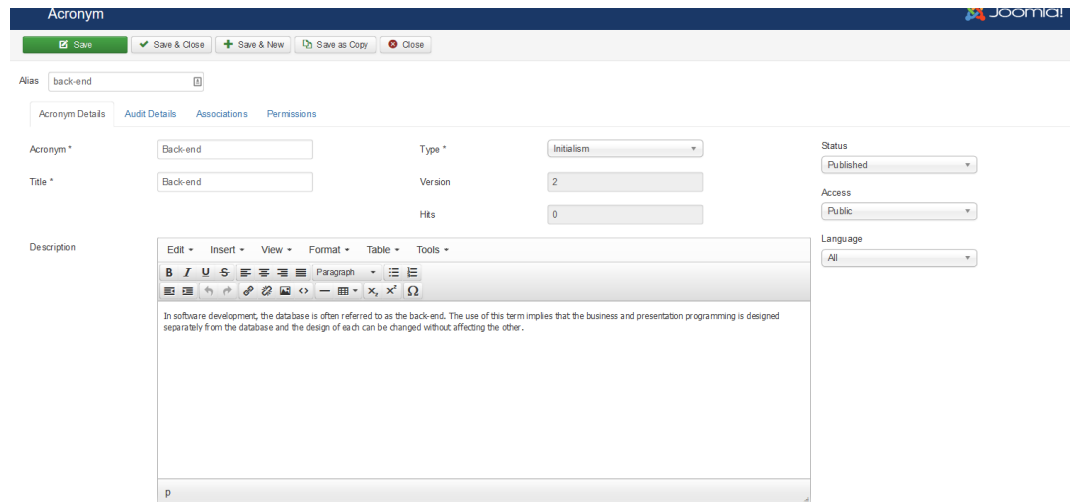 Acronym
Joomla!
Save Save & Close Save & New Save as Copy Close
Alias back-end
Acronym Details Audit Details Associations Permissions
Acronym * Back-end Type * Initialism
Status
Published
Title * Back-end Version 2
Access
Public
Hits 0
Language
All
Description
Edit Insert View Format Table Tools
B I U S Paragraph
x, x² Ω
In software development, the database is often referred to as the back-end. The use of this term implies that the business and presentation programming is designed
separately from the database and the design of each can be changed without affecting the other.
p